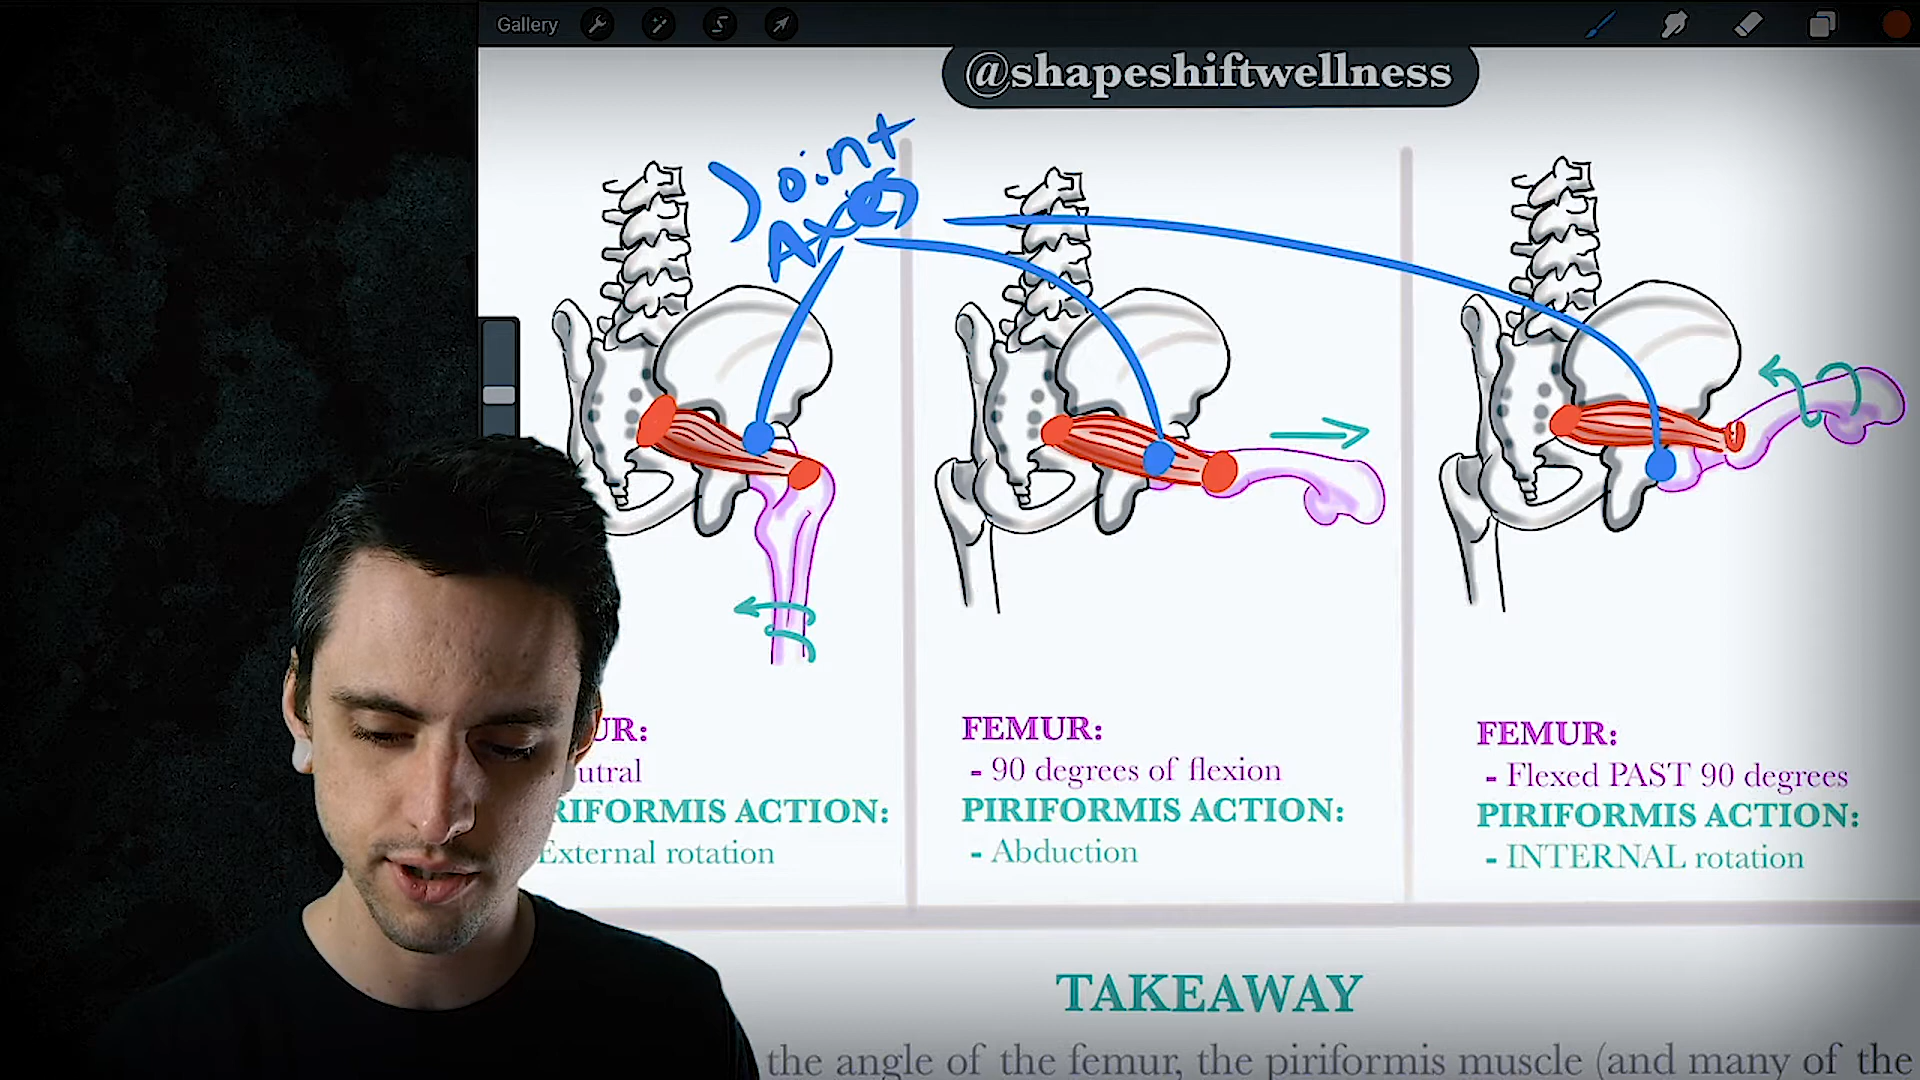 Gallery
@shapeshiftwellness
Joint
Axes
UR:
utral
RIFORMIS ACTION:
External rotation
FEMUR:
- 90 degrees of flexion
PIRIFORMIS ACTION:
- Abduction
FEMUR:
- Flexed PAST 90 degrees
PIRIFORMIS ACTION:
- INTERNAL rotation
TAKEAWAY
the angle of the femur, the piriformis muscle (and many of the